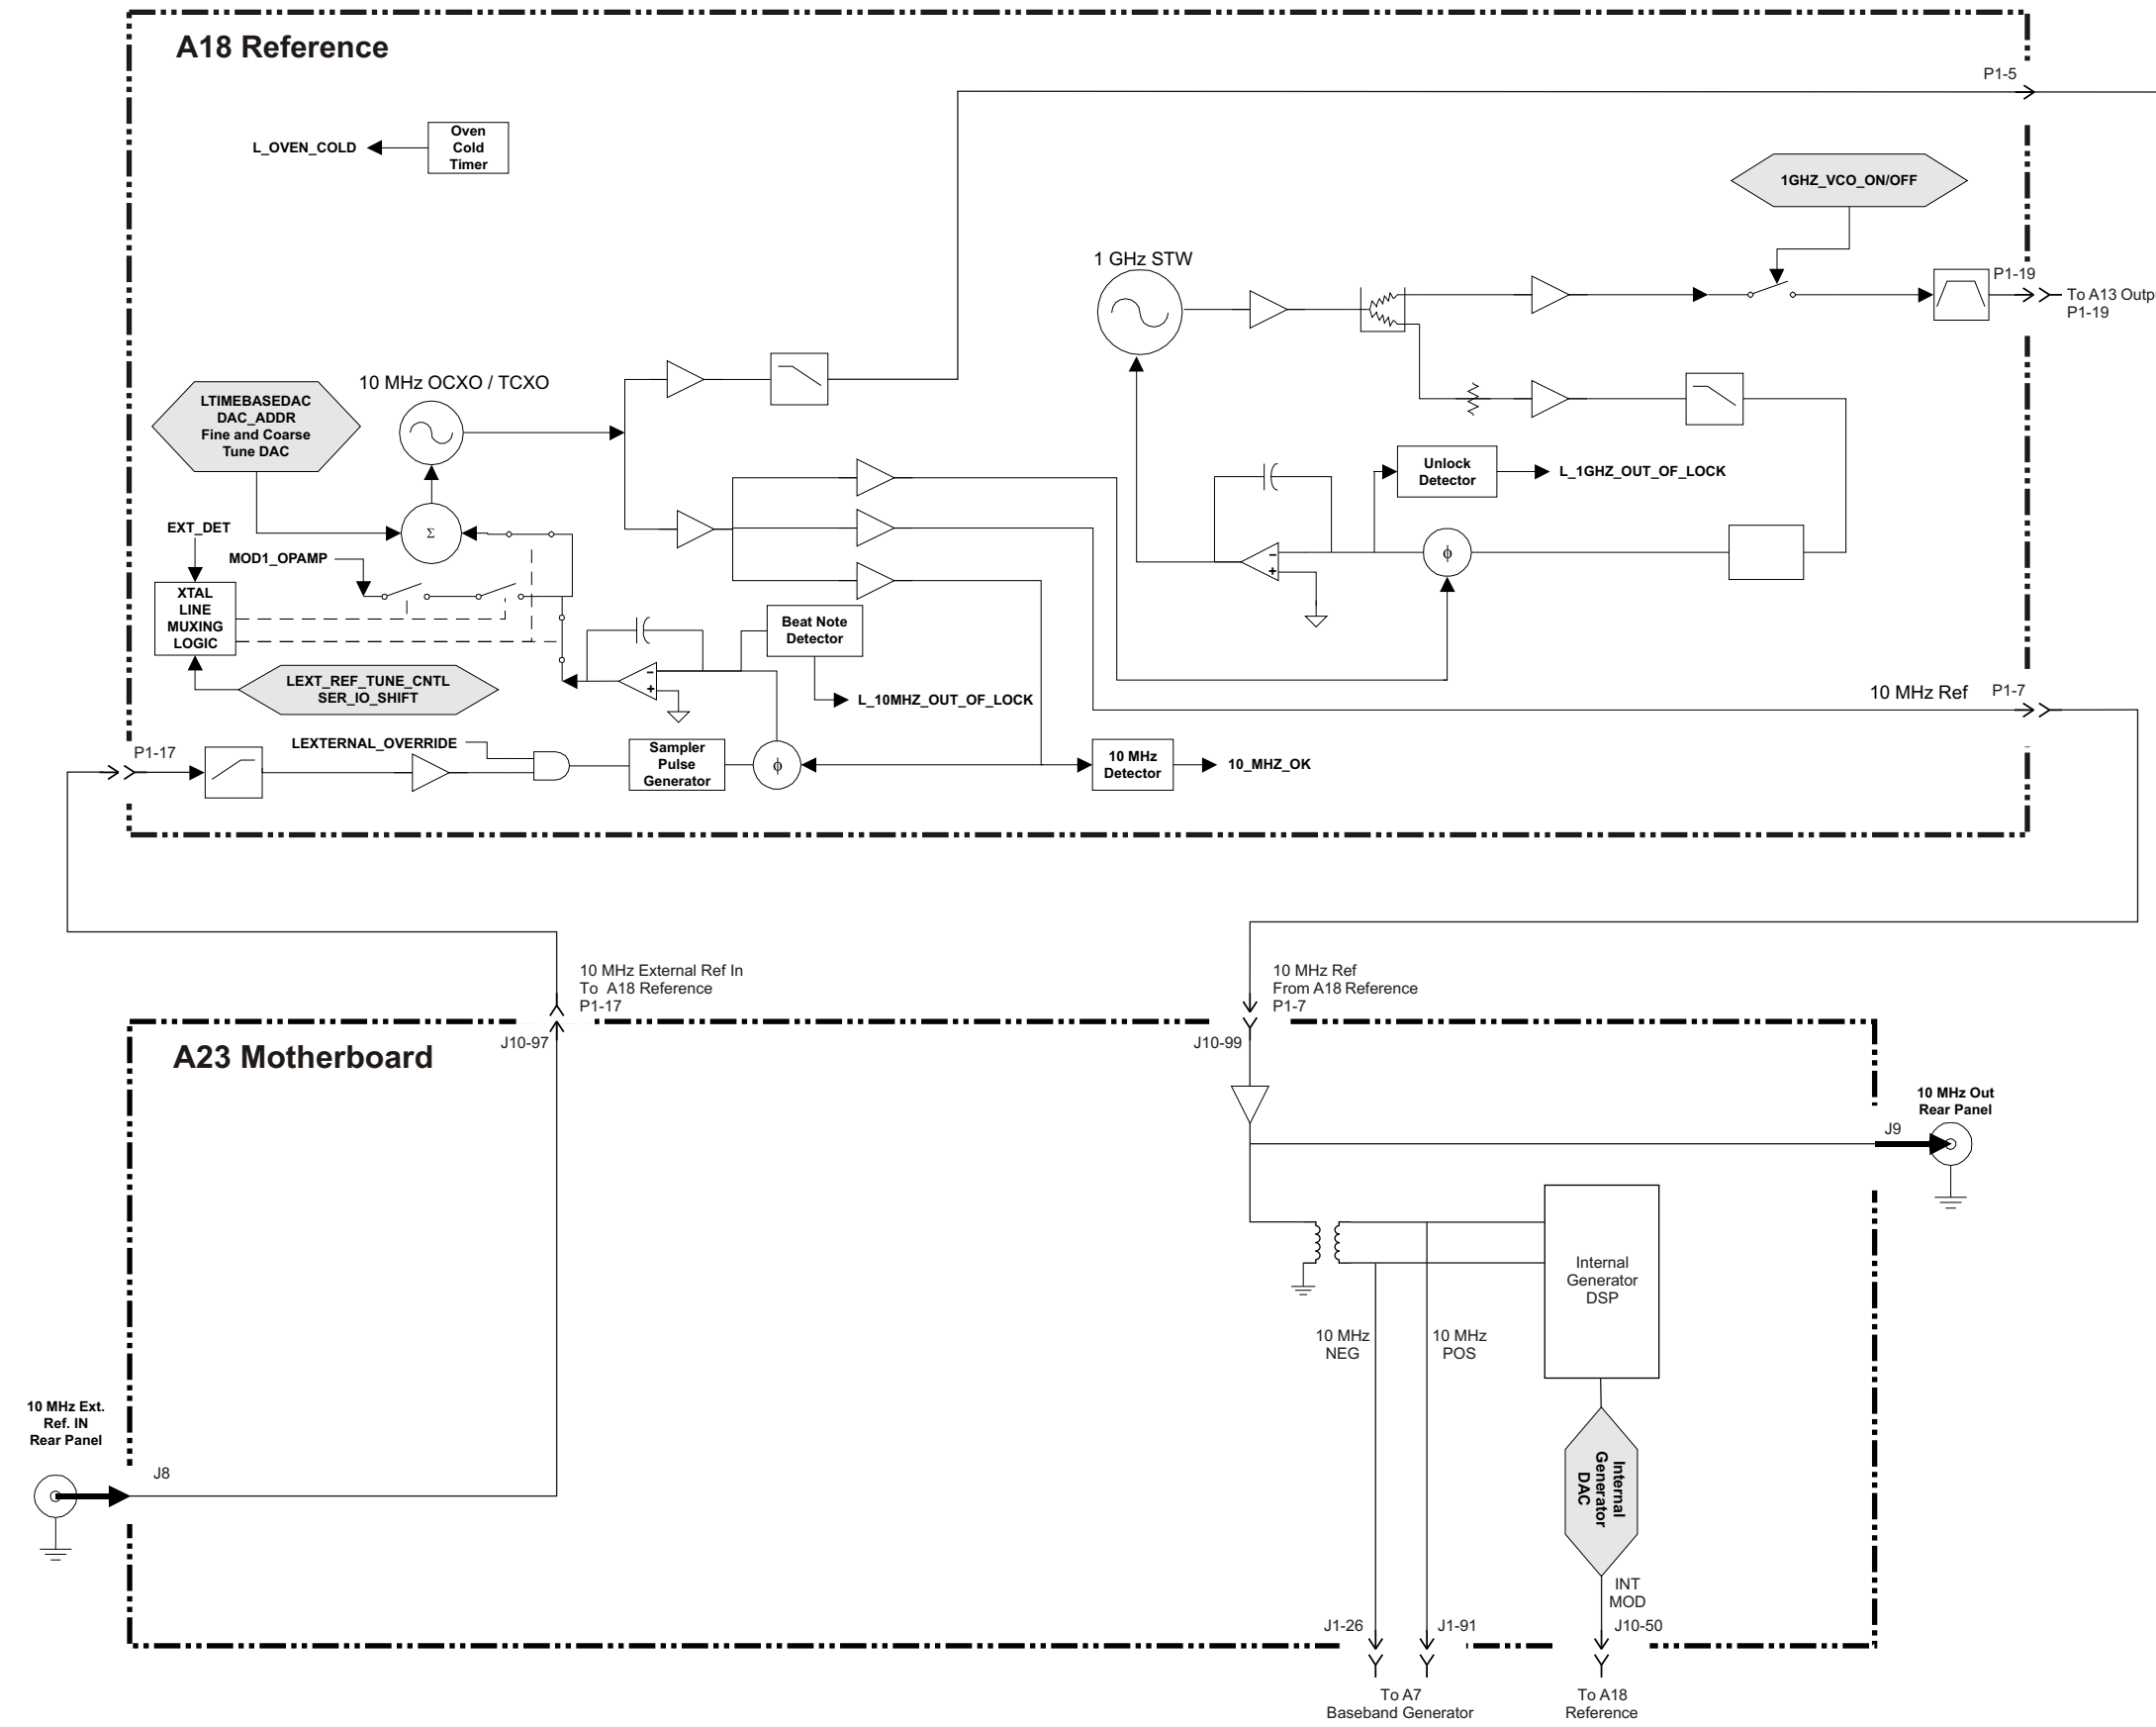 A18 Reference
P1-5
L_OVEN_COLD
Oven
Cold
Timer
1GHZ_VCO_ON/OFF
1 GHz STW
P1-19
To A13 Outp
P1-19
10 MHz OCXO / TCXO
LTIMEBASEDAC
DAC_ADDR
Fine and Coarse
Tune DAC
Unlock
Detector
L_1GHZ_OUT_OF_LOCK
EXT_DET
Σ
MOD1_OPAMP
ϕ
−
+
XTAL
LINE
MUXING
LOGIC
Beat Note
Detector
−
+
LEXT_REF_TUNE_CNTL
SER_IO_SHIFT
L_10MHZ_OUT_OF_LOCK
10 MHz Ref
P1-7
P1-17
LEXTERNAL_OVERRIDE
Sampler
Pulse
Generator
ϕ
10 MHz
Detector
10_MHZ_OK
10 MHz External Ref In
To A18 Reference
P1-17
10 MHz Ref
From A18 Reference
P1-7
J10-97
J10-99
A23 Motherboard
10 MHz Out
Rear Panel
J9
Internal
Generator
DSP
10 MHz
NEG
10 MHz
POS
10 MHz Ext.
Ref. IN
Rear Panel
J8
Internal
Generator
DAC
INT
MOD
J1-26
J1-91
J10-50
To A7
Baseband Generator
To A18
Reference